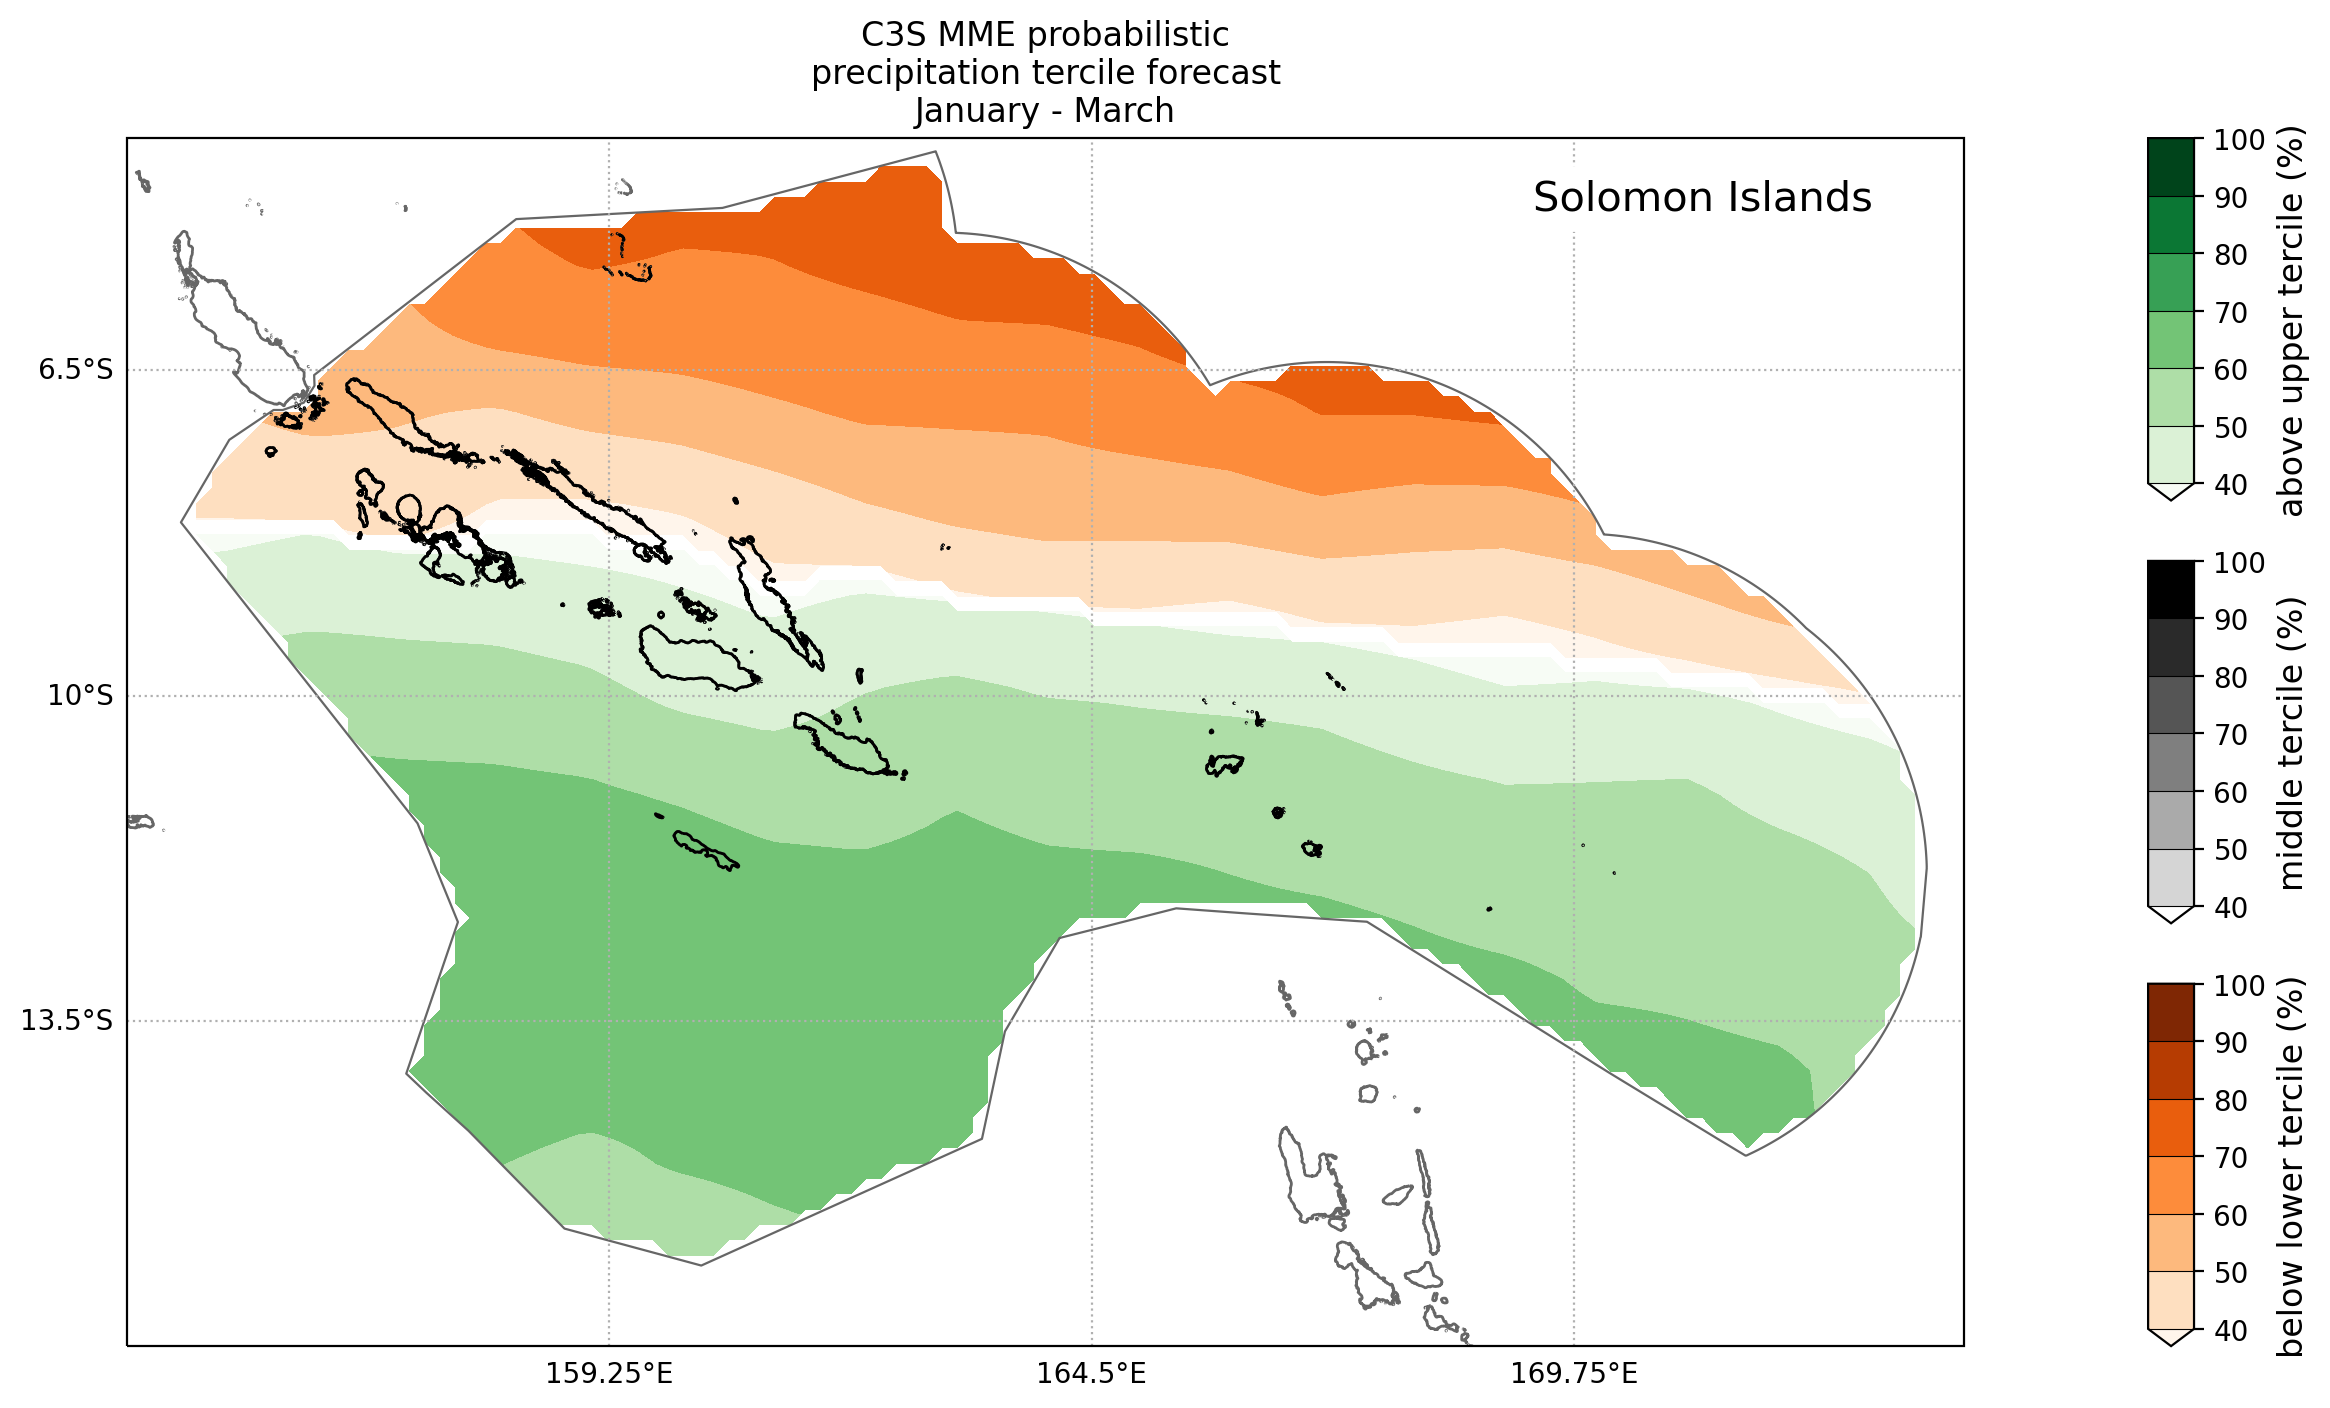 C3S MME probabilistic
precipitation tercile forecast
January - March
Solomon Islands
6.5°S
10°S
13.5°S
159.25°E
164.5°E
169.75°E
100
90
80
70
60
50
40
above upper tercile (%)
100
90
80
70
60
50
40
middle tercile (%)
100
90
80
70
60
50
40
below lower tercile (%)